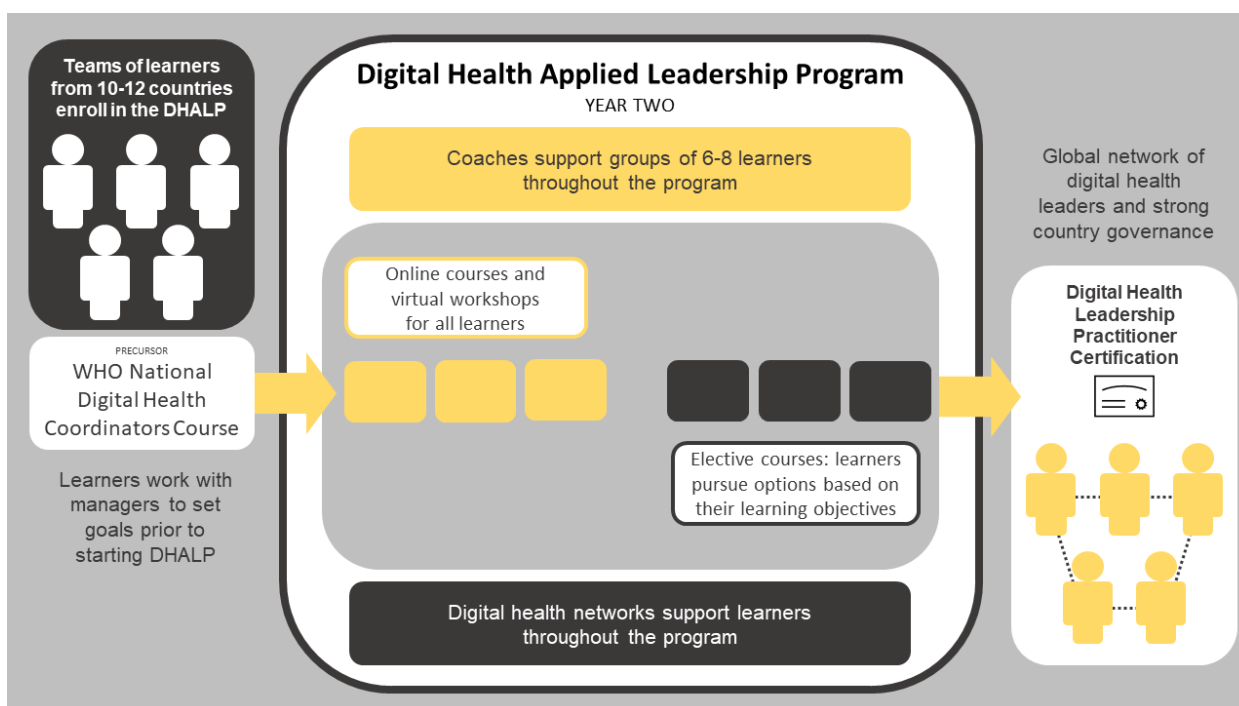 Teams of learners
from 10-12 countries
enroll in the DHALP
PRECURSOR
WHO National
Digital Health
Coordinators Course
Learners work with
managers to set
goals prior to
starting DHALP
Digital Health Applied Leadership Program
YEAR TWO
Coaches support groups of 6-8 learners
throughout the program
Online courses and
virtual workshops
for all learners
Elective courses: learners
pursue options based on
their learning objectives
Digital health networks support learners
throughout the program
Global network of
digital health
leaders and strong
country governance
Digital Health
Leadership
Practitioner
Certification